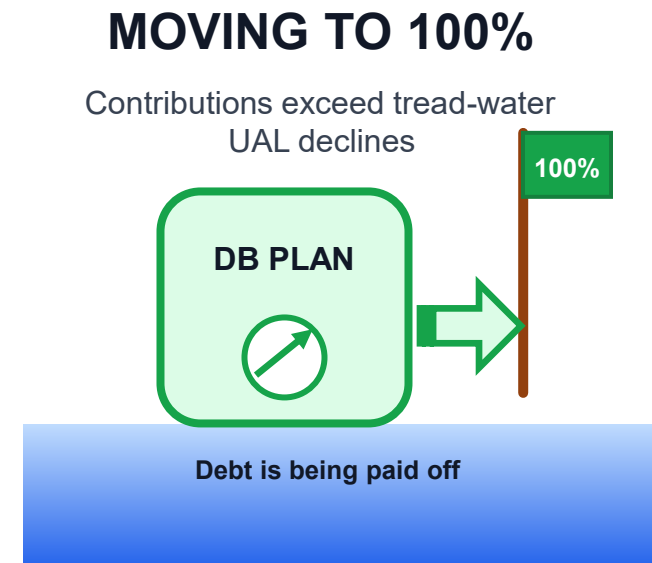 MOVING TO 100%
Contributions exceed tread-water
UAL declines
100%
DB PLAN
Debt is being paid off